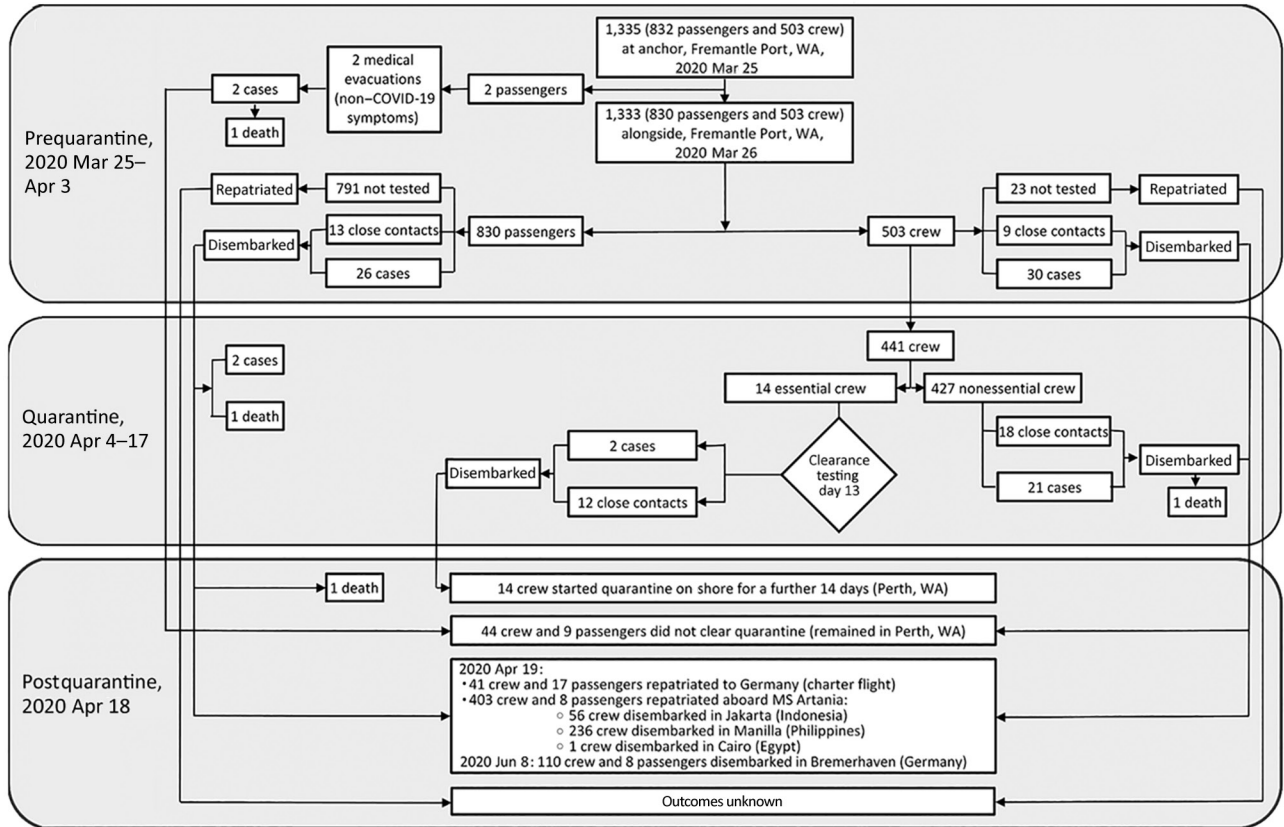 1,335 (832 passengers and 503 crew)
at anchor, Fremantle Port, WA,
2020 Mar 25
2 medical
evacuations
(non–COVID-19
symptoms)
2 cases
2 passengers
1 death
1,333 (830 passengers and 503 crew)
alongside, Fremantle Port, WA,
2020 Mar 26
Prequarantine,
2020 Mar 25–
Apr 3
Repatriated
791 not tested
23 not tested
Repatriated
Disembarked
13 close contacts
830 passengers
503 crew
9 close contacts
Disembarked
26 cases
30 cases
441 crew
2 cases
14 essential crew
427 nonessential crew
Quarantine,
2020 Apr 4–17
1 death
2 cases
18 close contacts
Disembarked
Clearance
testing
day 13
Disembarked
12 close contacts
21 cases
1 death
Postquarantine,
2020 Apr 18
1 death
14 crew started quarantine on shore for a further 14 days (Perth, WA)
44 crew and 9 passengers did not clear quarantine (remained in Perth, WA)
2020 Apr 19:
• 41 crew and 17 passengers repatriated to Germany (charter flight)
• 403 crew and 8 passengers repatriated aboard MS Artania:
○ 56 crew disembarked in Jakarta (Indonesia)
○ 236 crew disembarked in Manilla (Philippines)
○ 1 crew disembarked in Cairo (Egypt)
2020 Jun 8: 110 crew and 8 passengers disembarked in Bremerhaven (Germany)
Outcomes unknown